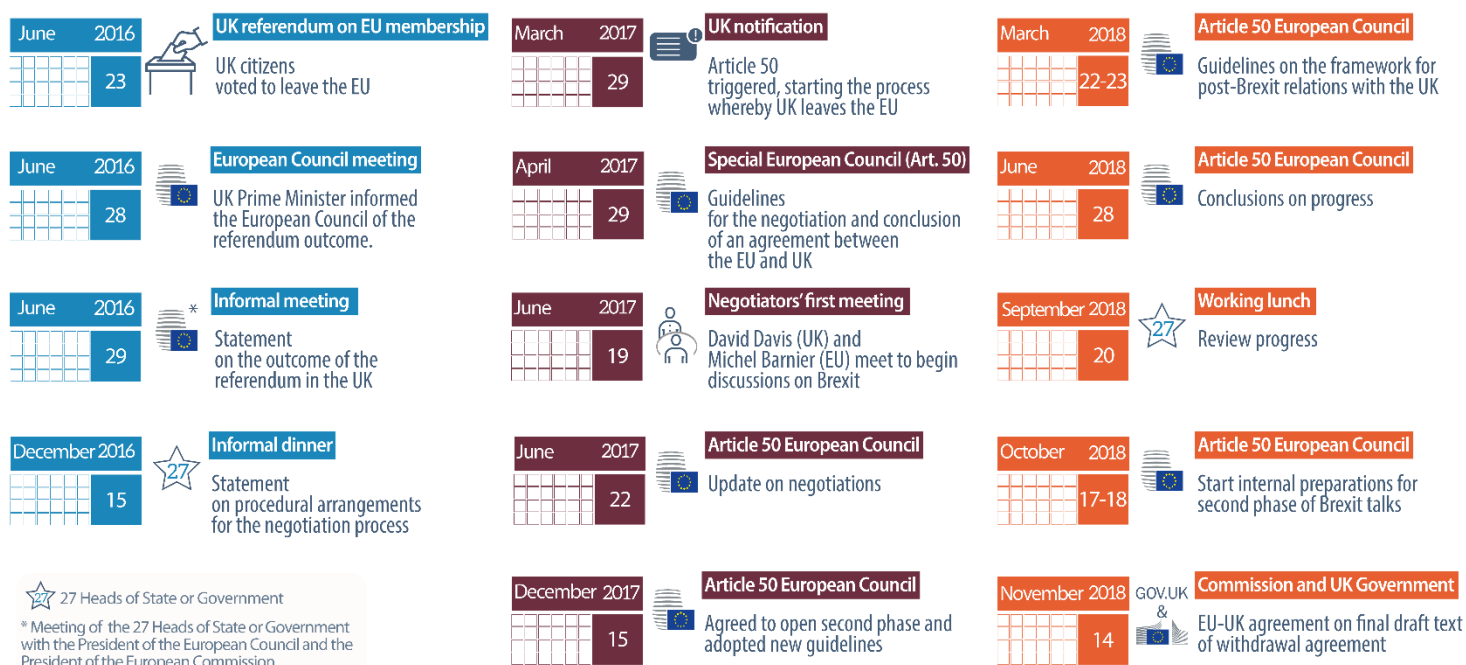 June 2016
23
UK referendum on EU membership
UK citizens
voted to leave the EU
June 2016
28
European Council meeting
UK Prime Minister informed
the European Council of the
referendum outcome.
June 2016
29
*
Informal meeting
Statement
on the outcome of the
referendum in the UK
December 2016
15
27
Informal dinner
Statement
on procedural arrangements
for the negotiation process
27 27 Heads of State or Government
* Meeting of the 27 Heads of State or Government
with the President of the European Council and the
President of the European Commission
March 2017
29
UK notification
Article 50
triggered, starting the process
whereby UK leaves the EU
April 2017
29
Special European Council (Art. 50)
Guidelines
for the negotiation and conclusion
of an agreement between
the EU and UK
June 2017
19
Negotiators' first meeting
David Davis (UK) and
Michel Barnier (EU) meet to begin
discussions on Brexit
June 2017
22
Article 50 European Council
Update on negotiations
December 2017
15
Article 50 European Council
Agreed to open second phase and
adopted new guidelines
March 2018
22-23
Article 50 European Council
Guidelines on the framework for
post-Brexit relations with the UK
June 2018
28
Article 50 European Council
Conclusions on progress
September 2018
20
27
Working lunch
Review progress
October 2018
17-18
Article 50 European Council
Start internal preparations for
second phase of Brexit talks
November 2018
14
GOV.UK
&
Commission and UK Government
EU-UK agreement on final draft text
of withdrawal agreement